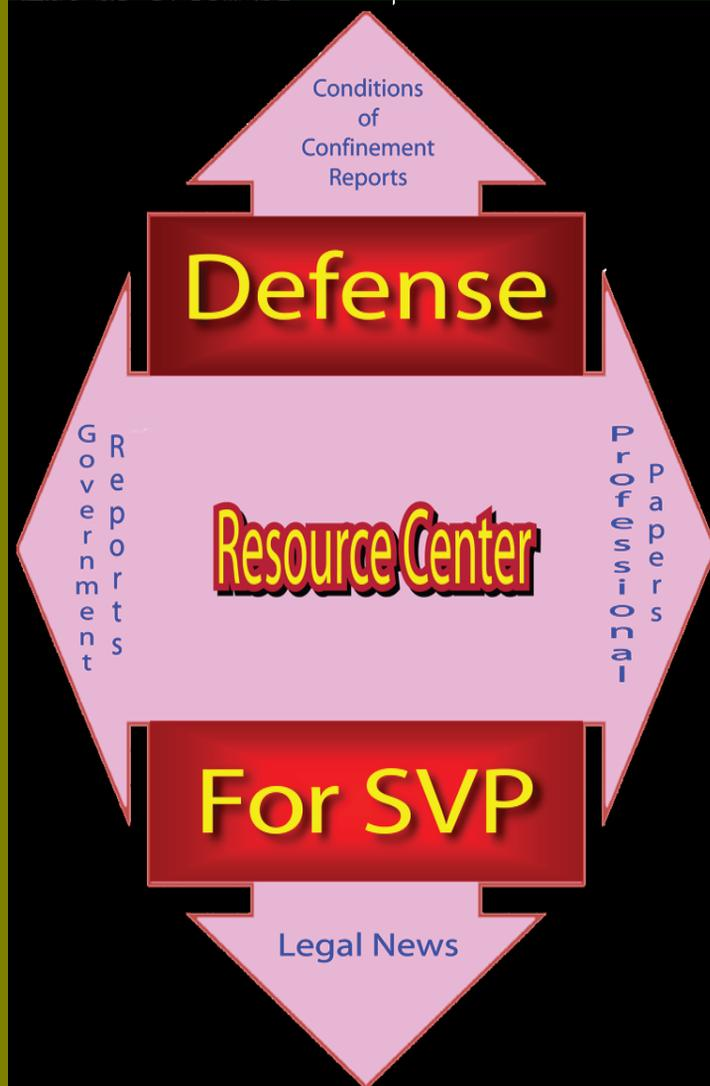 Conditions
of
Confinement
Reports
Defense
Government
Reports
Resource Center
Professional
Papers
For SVP
Legal News